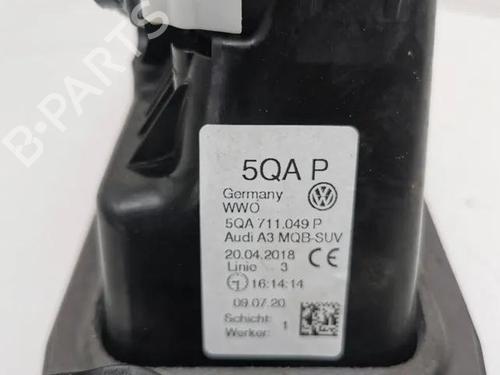 B-PARTS
5QA P
Germany
WWO
5QA 711.049 P
Audi A3 MQB-SUV
20.04.2018 CE
Linie 3
16:14:14
09.07.20
Schicht: 1
Werker: